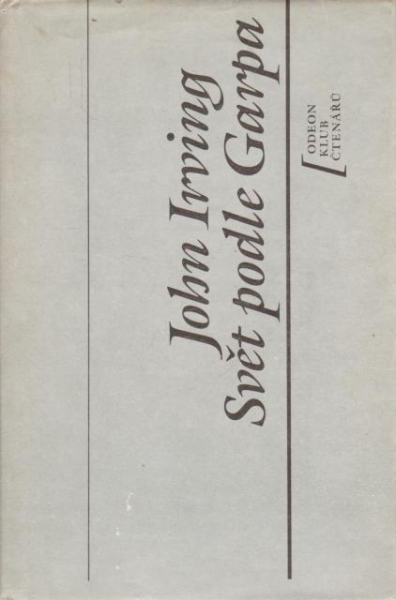 John Irving
Svět podle Garpa
ODEON
KLUB
ČTENÁŘŮ